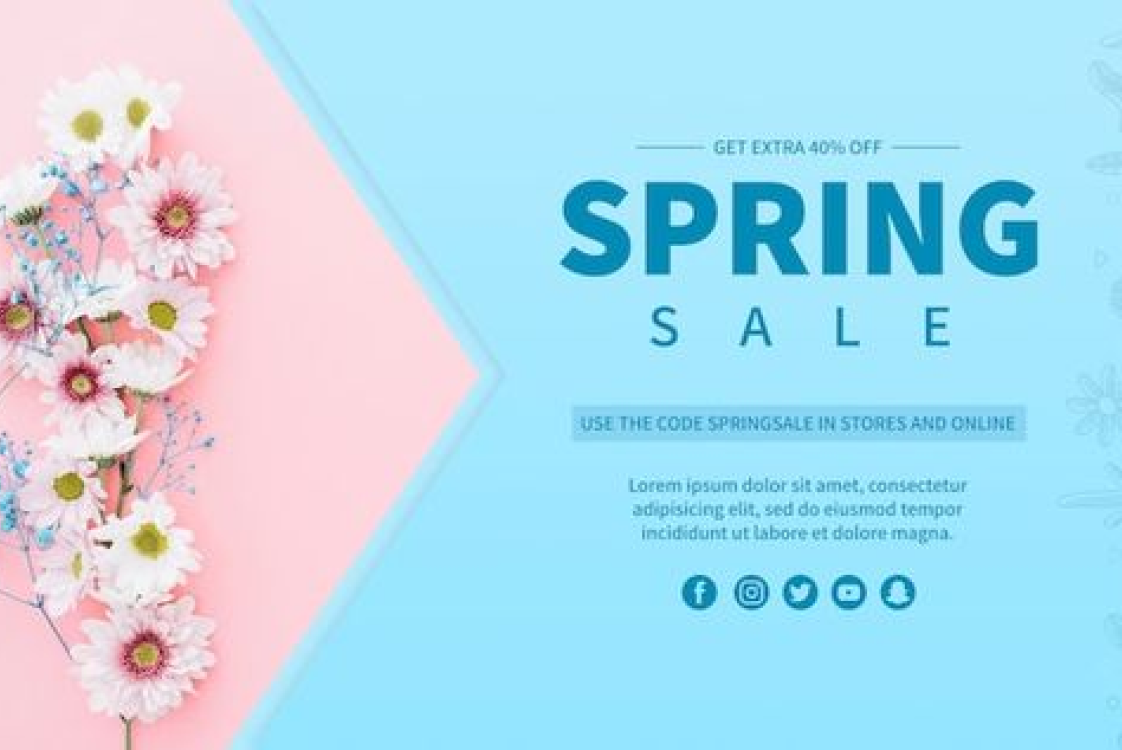 GET EXTRA 40% OFF
SPRING
SALE
USE THE CODE SPRINGSALE IN STORES AND ONLINE
Lorem ipsum dolor sit amet, consectetur
adipisicing elit, sed do eiusmod tempor
incididunt ut labore et dolore magna.